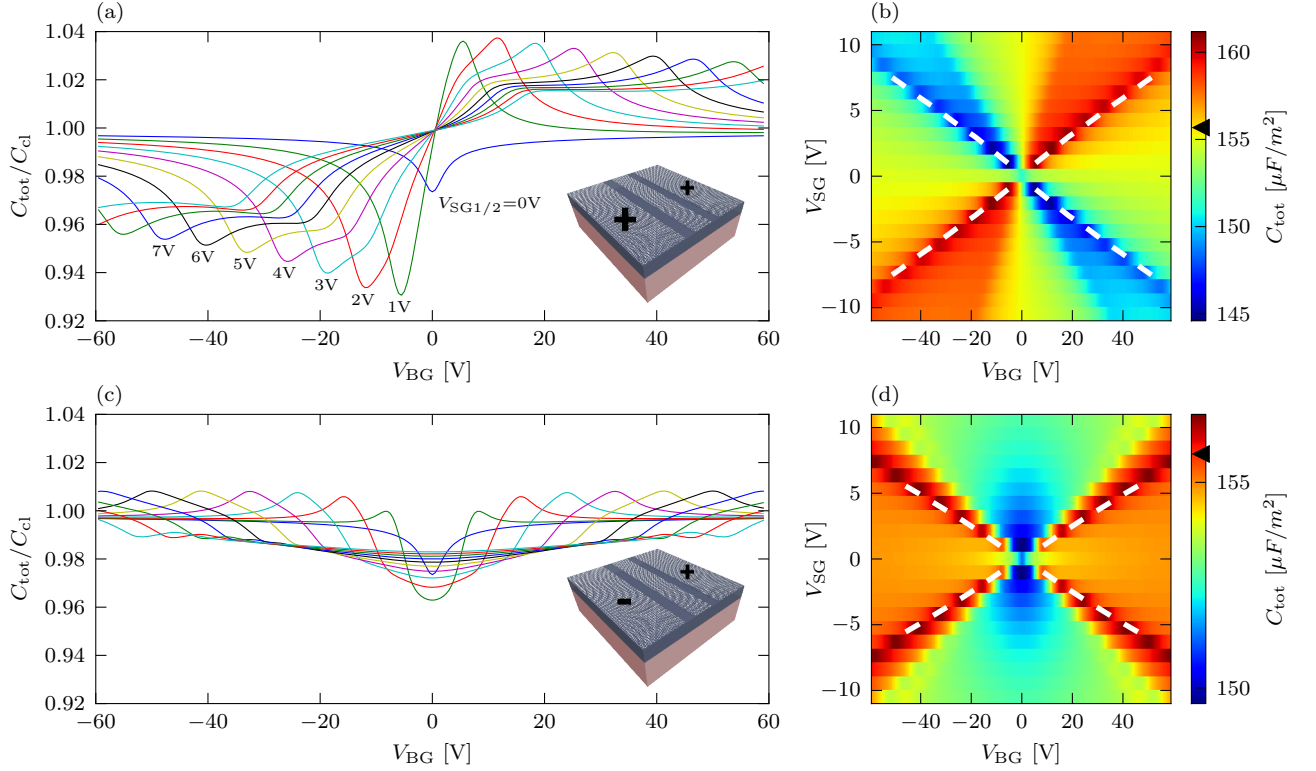 (a)
1.04
1.02
1.00
0.98
0.96
0.94
0.92
C_tot/C_cl
−60 −40 −20 0 20 40 60
V_BG [V]
7V 6V 5V 4V 3V 2V 1V
V_SG1/2=0V
+ +
(b)
10
5
0
−5
−10
V_SG [V]
−40 −20 0 20 40
V_BG [V]
160
155
150
145
C_tot [μF/m²]
(c)
1.04
1.02
1.00
0.98
0.96
0.94
0.92
C_tot/C_cl
−60 −40 −20 0 20 40 60
V_BG [V]
- +
(d)
10
5
0
−5
−10
V_SG [V]
−40 −20 0 20 40
V_BG [V]
155
150
C_tot [μF/m²]